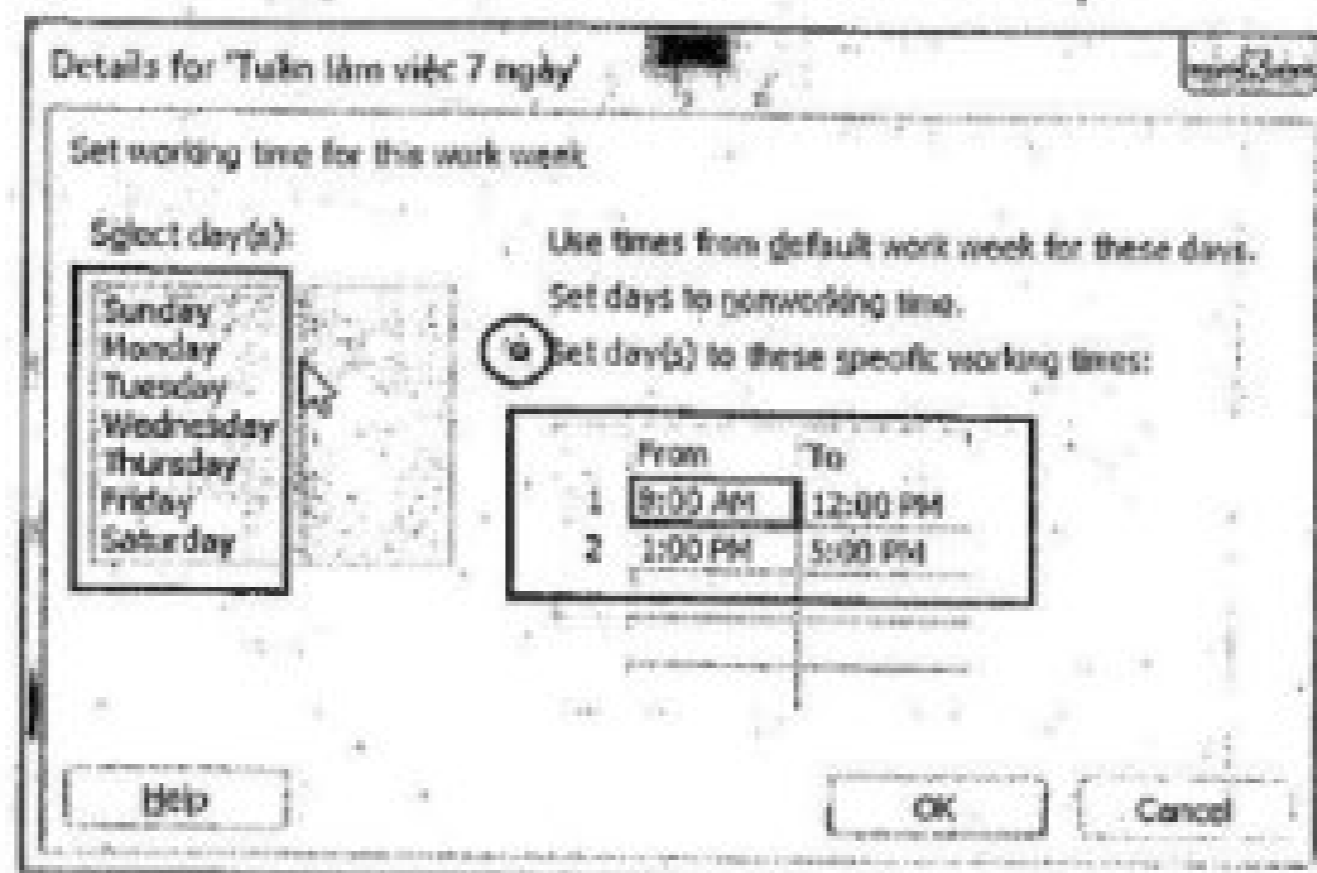 Details for 'Tuần làm việc 7 ngày'
Set working time for this work week
Select day(s):
Sunday
Monday
Tuesday
Wednesday
Thursday
Friday
Saturday
Use times from default work week for these days.
Set days to nonworking time.
Set day(s) to these specific working times:
From To
1 8:00 AM 12:00 PM
2 1:00 PM 5:00 PM
Help OK Cancel